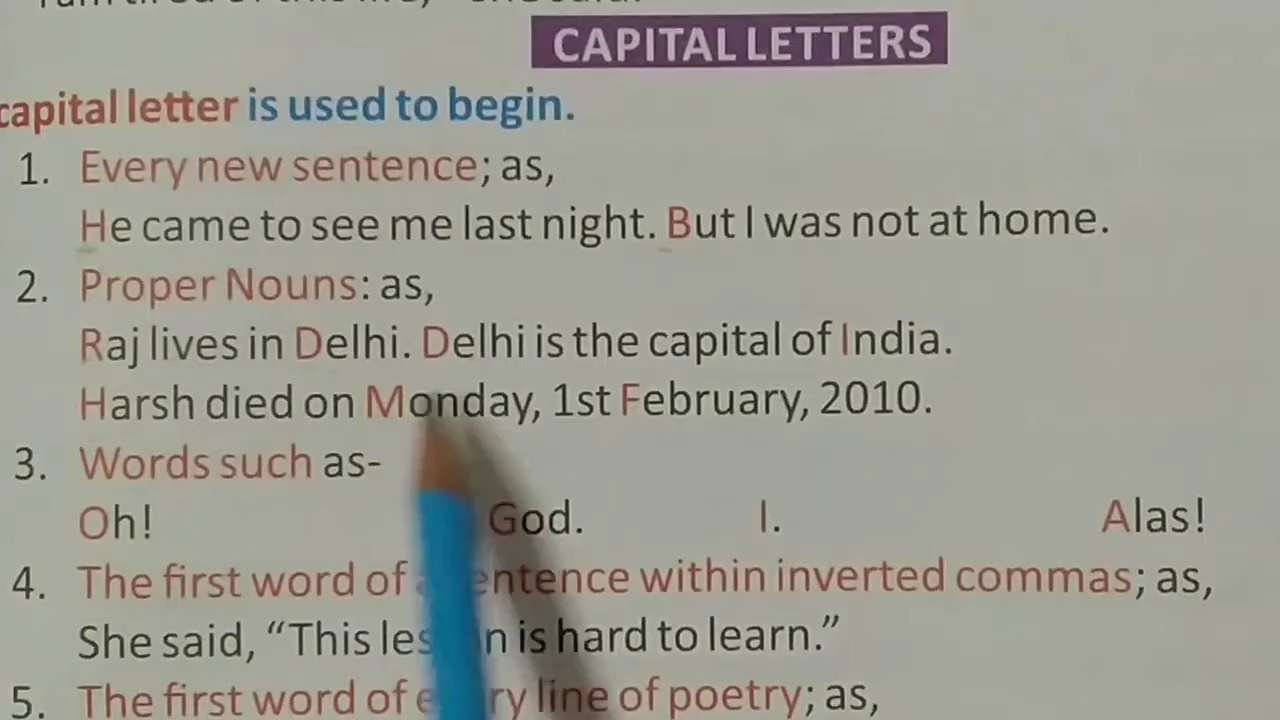 CAPITAL LETTERS
capital letter is used to begin.
1. Every new sentence; as,
He came to see me last night. But I was not at home.
2. Proper Nouns: as,
Raj lives in Delhi. Delhi is the capital of India.
Harsh died on Monday, 1st February, 2010.
3. Words such as-
Oh! God. I. Alas!
4. The first word of a sentence within inverted commas; as,
She said, “This lesson is hard to learn.”
5. The first word of every line of poetry; as,